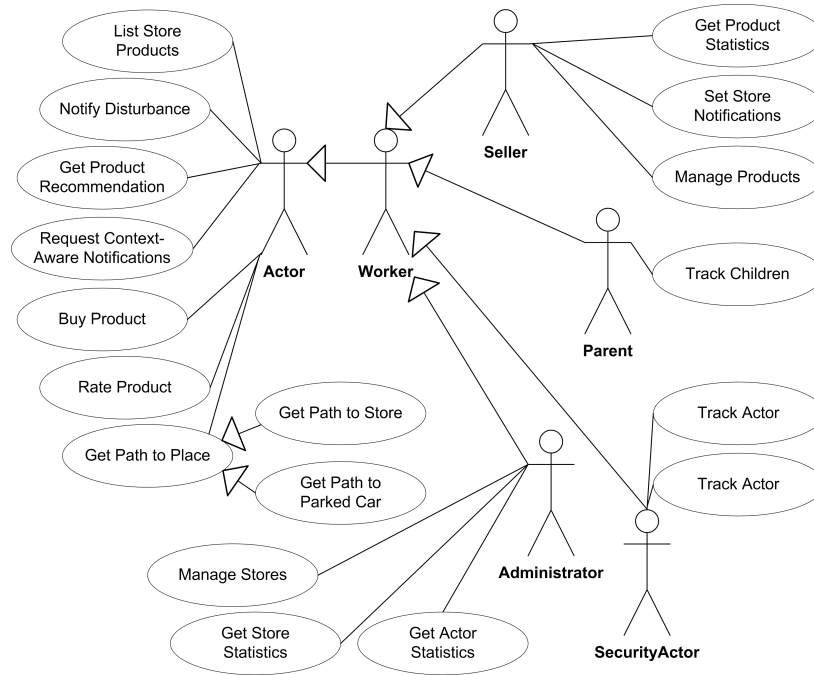 List Store
Products
Notify Disturbance
Get Product
Recommendation
Request Context-
Aware Notifications
Buy Product
Rate Product
Get Path to Place
Get Path to Store
Get Path to
Parked Car
Actor
Worker
Seller
Get Product
Statistics
Set Store
Notifications
Manage Products
Parent
Track Children
Track Actor
Track Actor
Administrator
SecurityActor
Manage Stores
Get Store
Statistics
Get Actor
Statistics